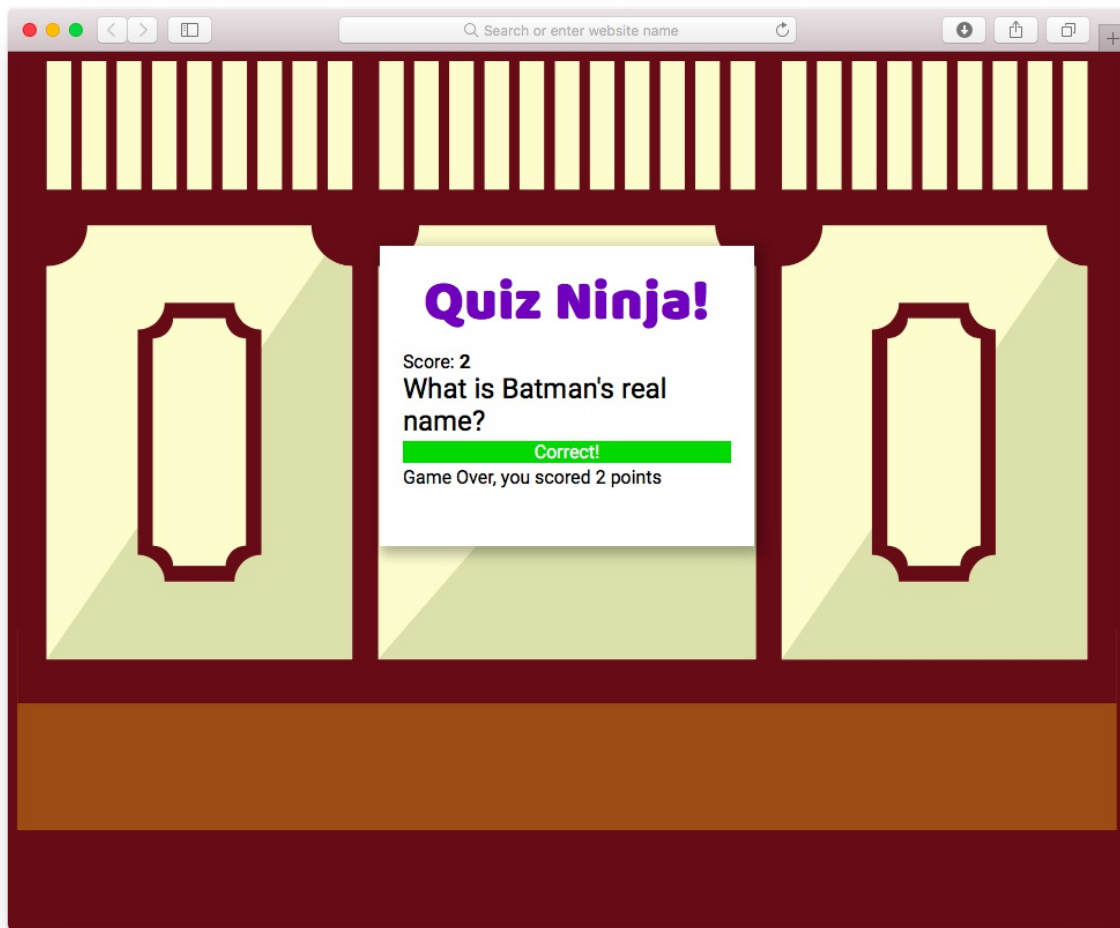 Search or enter website name
Quiz Ninja!
Score: 2
What is Batman's real
name?
Correct!
Game Over, you scored 2 points